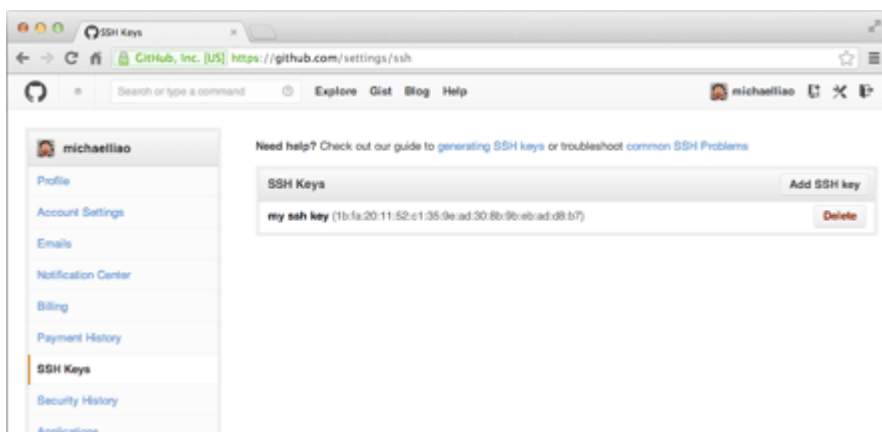 SSH Keys
GitHub, Inc. [US] https://github.com/settings/ssh
Search or type a command Explore Gist Blog Help michaelliao
michaelliao
Need help? Check out our guide to generating SSH keys or troubleshoot common SSH Problems
Profile
SSH Keys Add SSH key
Account Settings
my ssh key (1b:fa:20:11:52:c1:35:9e:ad:30:8b:9b:eb:ad:d8:b7) Delete
Emails
Notification Center
Billing
Payment History
SSH Keys
Security History
Applications